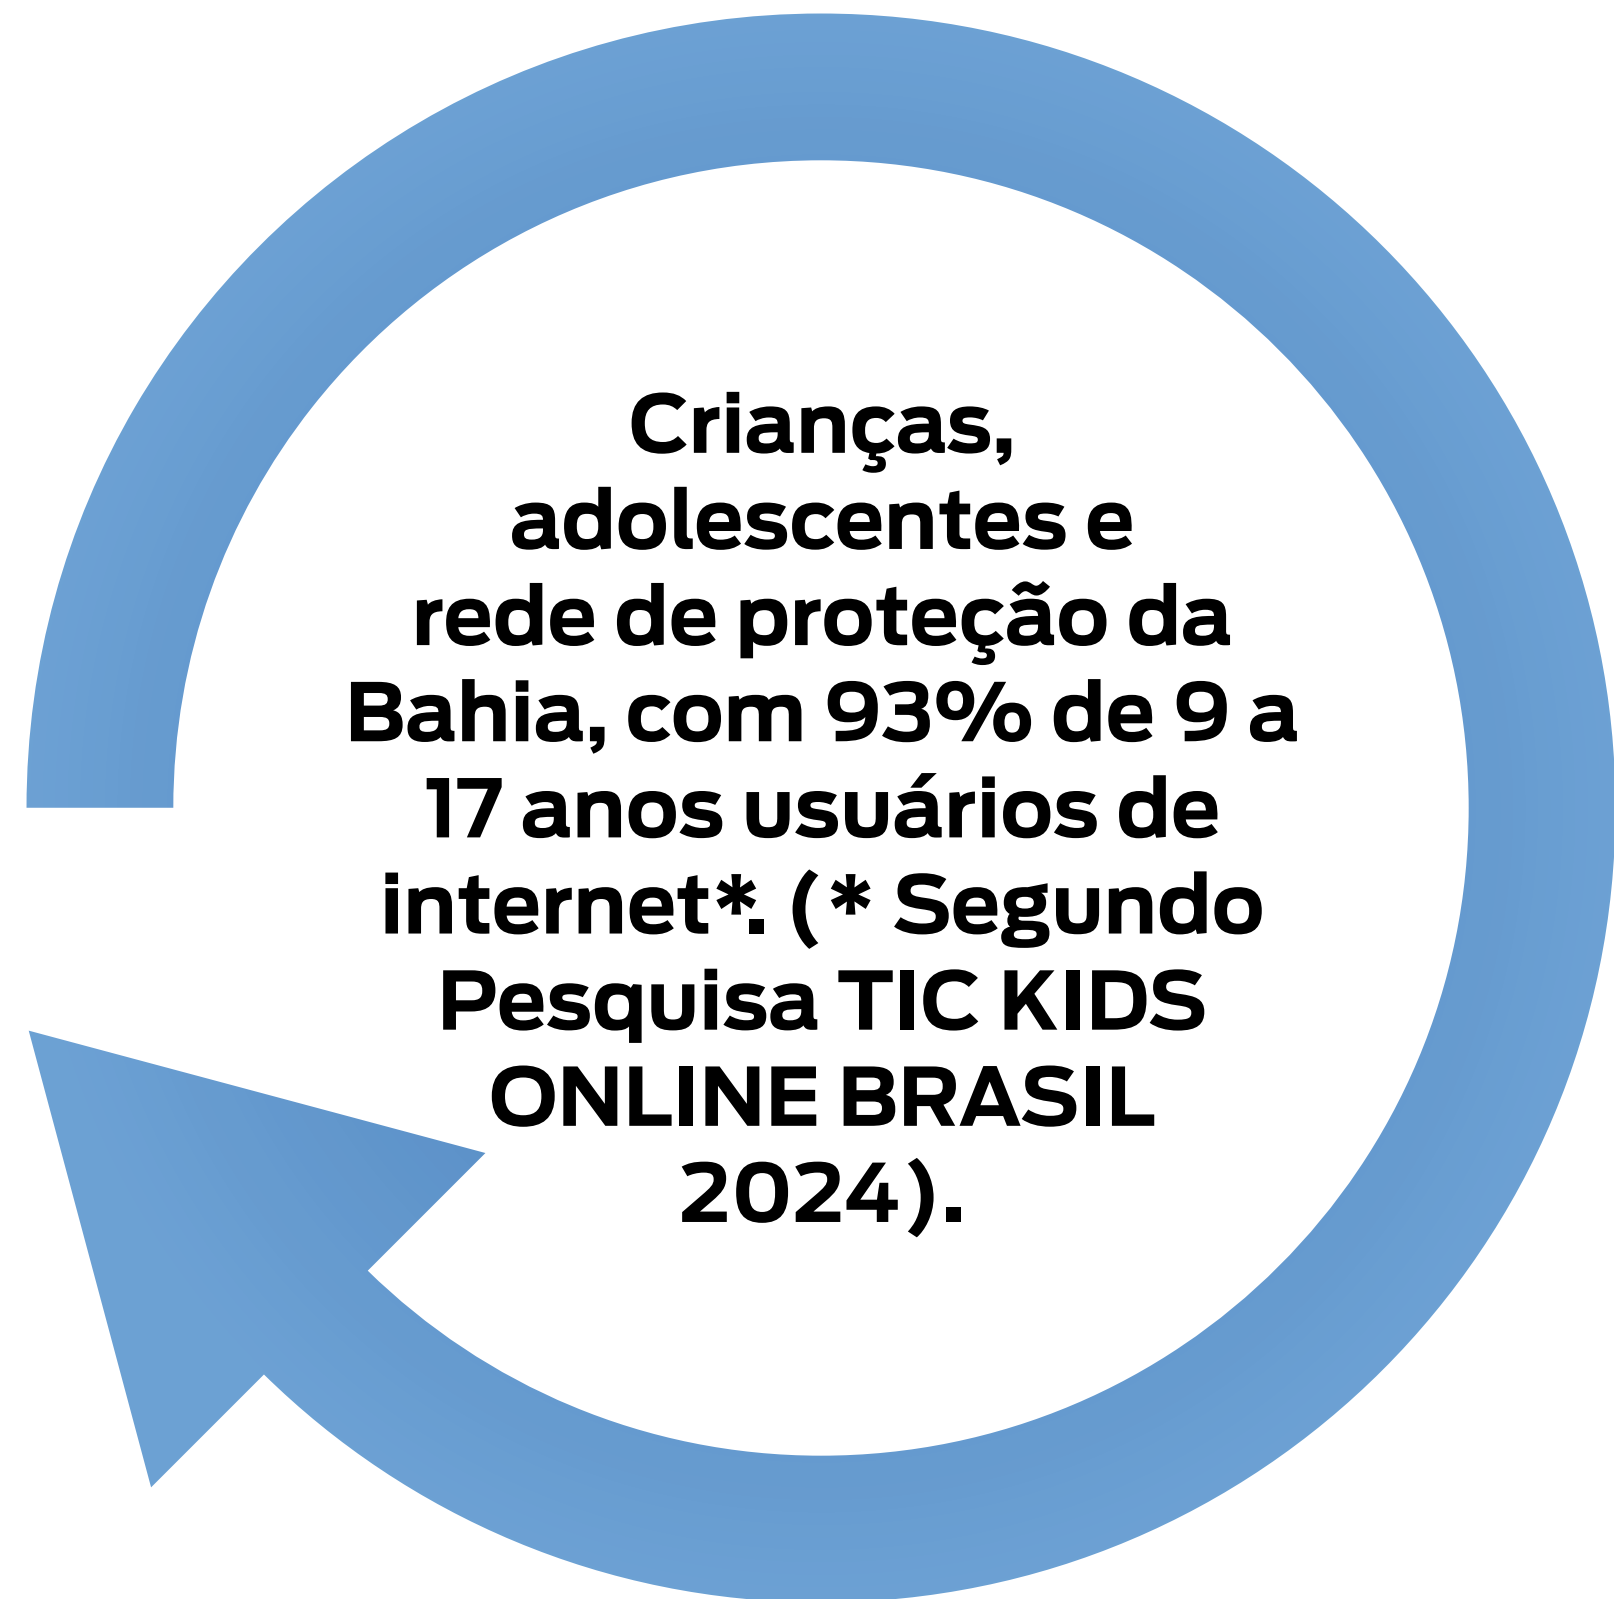 Crianças,
adolescentes e
rede de proteção da
Bahia, com 93% de 9 a
17 anos usuários de
internet*. (* Segundo
Pesquisa TIC KIDS
ONLINE BRASIL
2024).